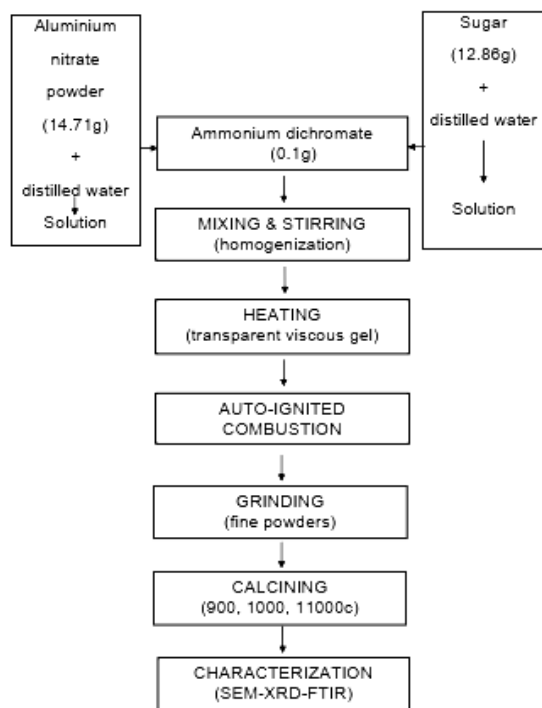 Aluminium
nitrate
powder
(14.71g)
+
distilled water
Solution
Sugar
(12.86g)
+
distilled water
Solution
Ammonium dichromate
(0.1g)
MIXING & STIRRING
(homogenization)
HEATING
(transparent viscous gel)
AUTO-IGNITED
COMBUSTION
GRINDING
(fine powders)
CALCINING
(900, 1000, 11000c)
CHARACTERIZATION
(SEM-XRD-FTIR)